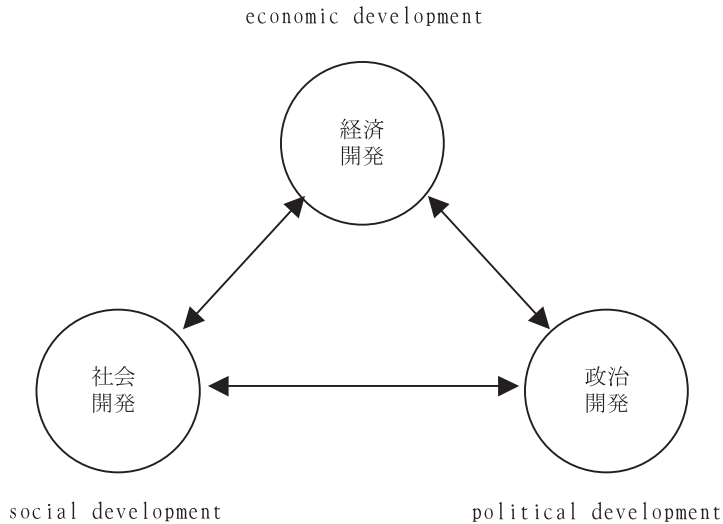 economic development
経済
開発
社会
開発
政治
開発
social development
political development